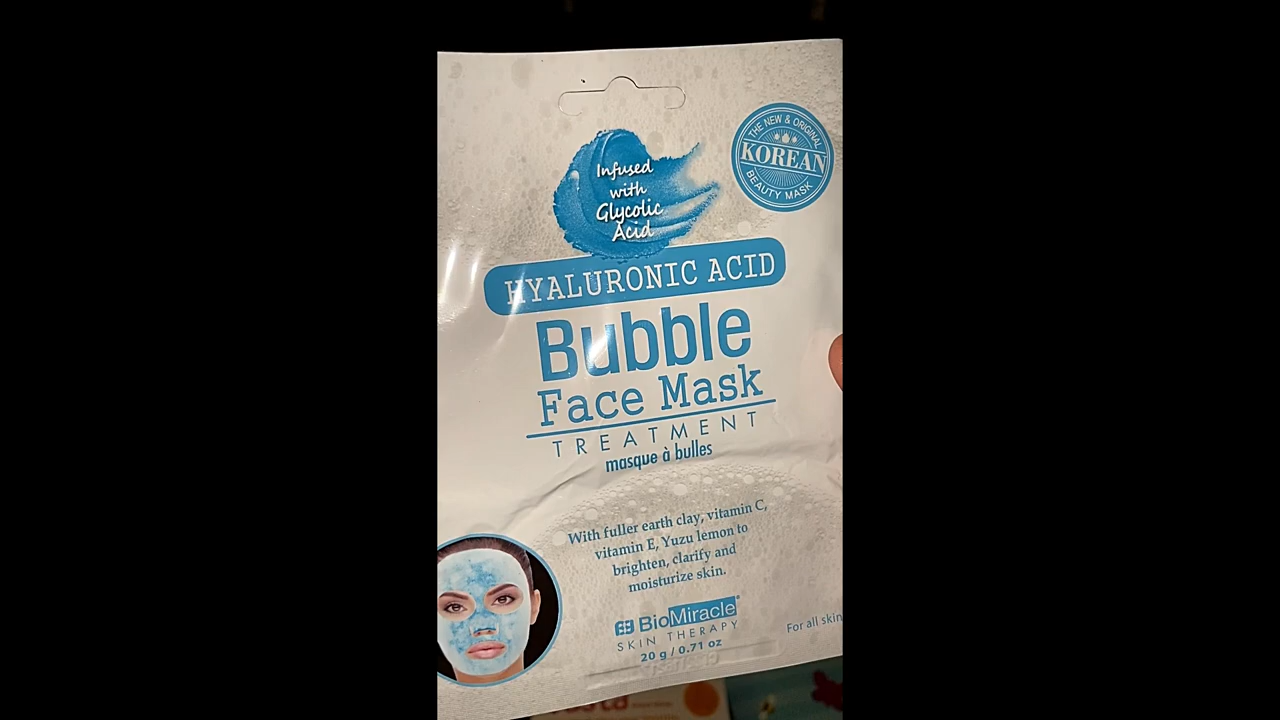 THE NEW & ORIGINAL
KOREAN
BEAUTY MASK
Infused
with
Glycolic
Acid
HYALURONIC ACID
Bubble
Face Mask
TREATMENT
masque à bulles
With fuller earth clay, vitamin C,
vitamin E, Yuzu lemon to
brighten, clarify and
moisturize skin.
BioMiracle®
SKIN THERAPY
20 g / 0.71 oz
For all skin